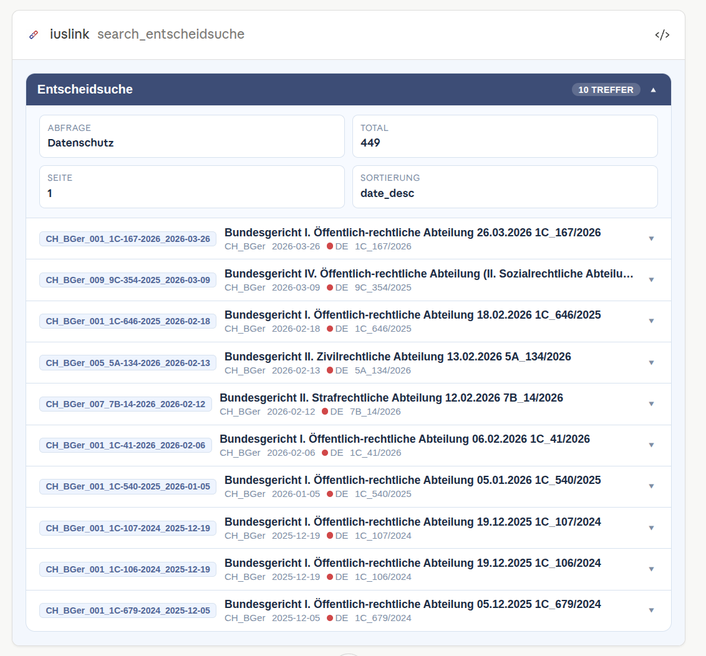 iuslink search_entscheidsuche </>
Entscheidsuche 10 TREFFER ▲
ABFRAGE
Datenschutz
TOTAL
449
SEITE
1
SORTIERUNG
date_desc
CH_BGer_001_1C-167-2026_2026-03-26
Bundesgericht I. Öffentlich-rechtliche Abteilung 26.03.2026 1C_167/2026
CH_BGer 2026-03-26 DE 1C_167/2026
CH_BGer_009_9C-354-2025_2026-03-09
Bundesgericht IV. Öffentlich-rechtliche Abteilung (II. Sozialrechtliche Abteilu…
CH_BGer 2026-03-09 DE 9C_354/2025
CH_BGer_001_1C-646-2025_2026-02-18
Bundesgericht I. Öffentlich-rechtliche Abteilung 18.02.2026 1C_646/2025
CH_BGer 2026-02-18 DE 1C_646/2025
CH_BGer_005_5A-134-2026_2026-02-13
Bundesgericht II. Zivilrechtliche Abteilung 13.02.2026 5A_134/2026
CH_BGer 2026-02-13 DE 5A_134/2026
CH_BGer_007_7B-14-2026_2026-02-12
Bundesgericht II. Strafrechtliche Abteilung 12.02.2026 7B_14/2026
CH_BGer 2026-02-12 DE 7B_14/2026
CH_BGer_001_1C-41-2026_2026-02-06
Bundesgericht I. Öffentlich-rechtliche Abteilung 06.02.2026 1C_41/2026
CH_BGer 2026-02-06 DE 1C_41/2026
CH_BGer_001_1C-540-2025_2026-01-05
Bundesgericht I. Öffentlich-rechtliche Abteilung 05.01.2026 1C_540/2025
CH_BGer 2026-01-05 DE 1C_540/2025
CH_BGer_001_1C-107-2024_2025-12-19
Bundesgericht I. Öffentlich-rechtliche Abteilung 19.12.2025 1C_107/2024
CH_BGer 2025-12-19 DE 1C_107/2024
CH_BGer_001_1C-106-2024_2025-12-19
Bundesgericht I. Öffentlich-rechtliche Abteilung 19.12.2025 1C_106/2024
CH_BGer 2025-12-19 DE 1C_106/2024
CH_BGer_001_1C-679-2024_2025-12-05
Bundesgericht I. Öffentlich-rechtliche Abteilung 05.12.2025 1C_679/2024
CH_BGer 2025-12-05 DE 1C_679/2024